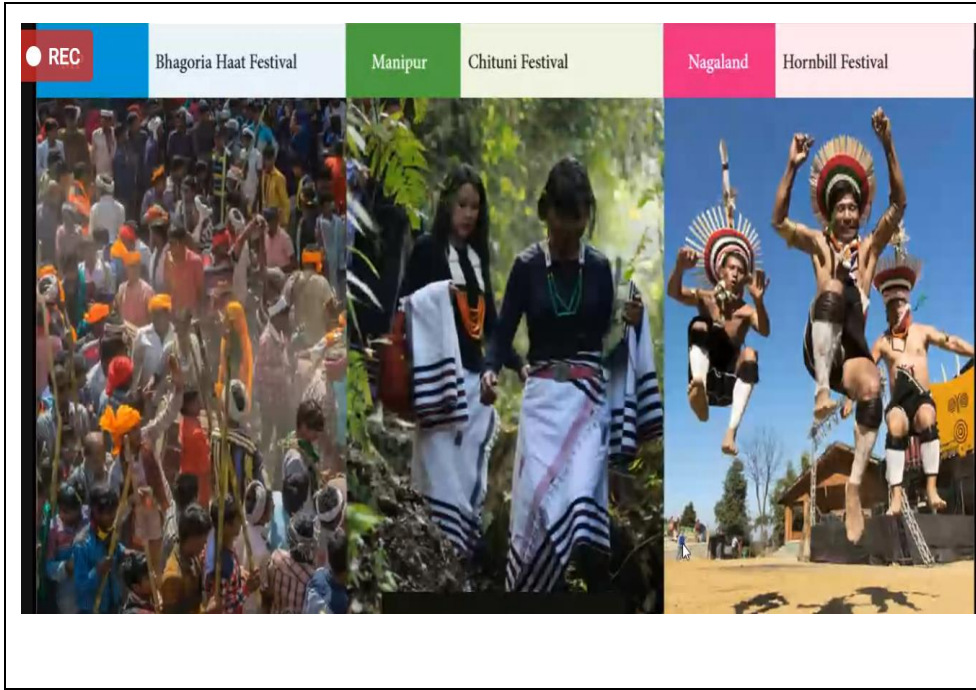 REC
Bhagoria Haat Festival
Manipur
Chituni Festival
Nagaland
Hornbill Festival